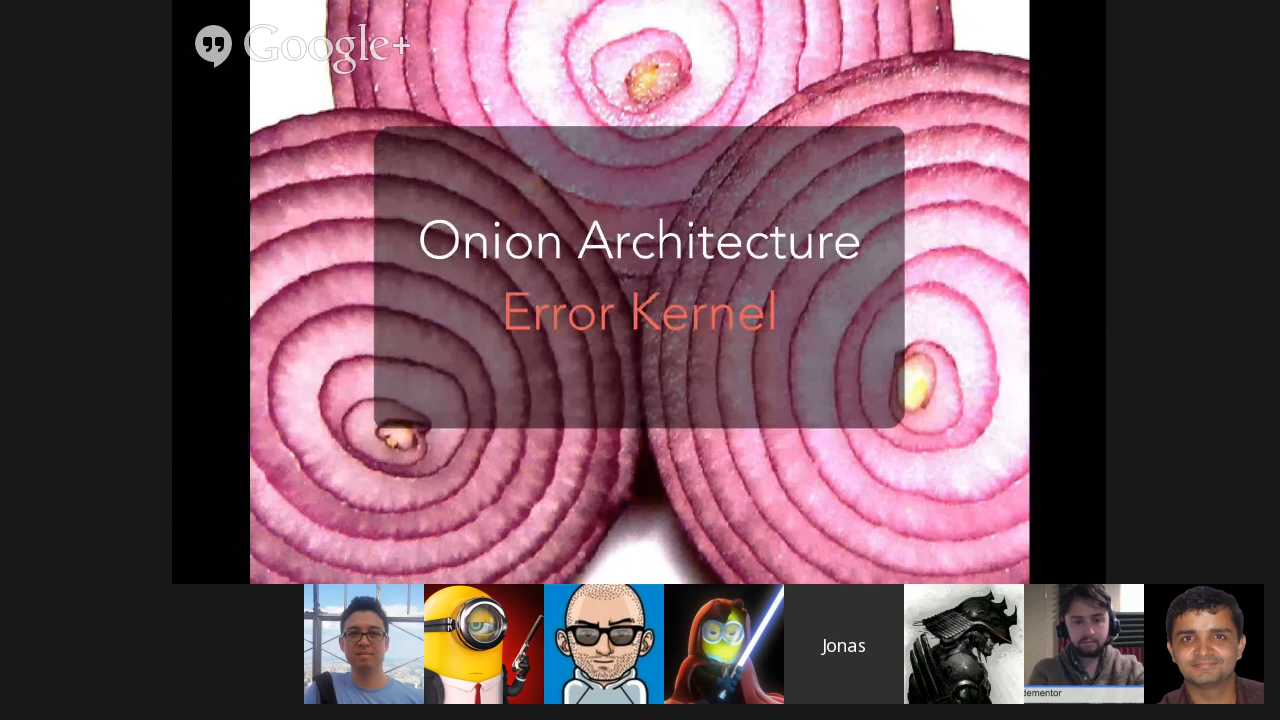 Google+
Onion Architecture
Error Kernel
Jonas
dementor